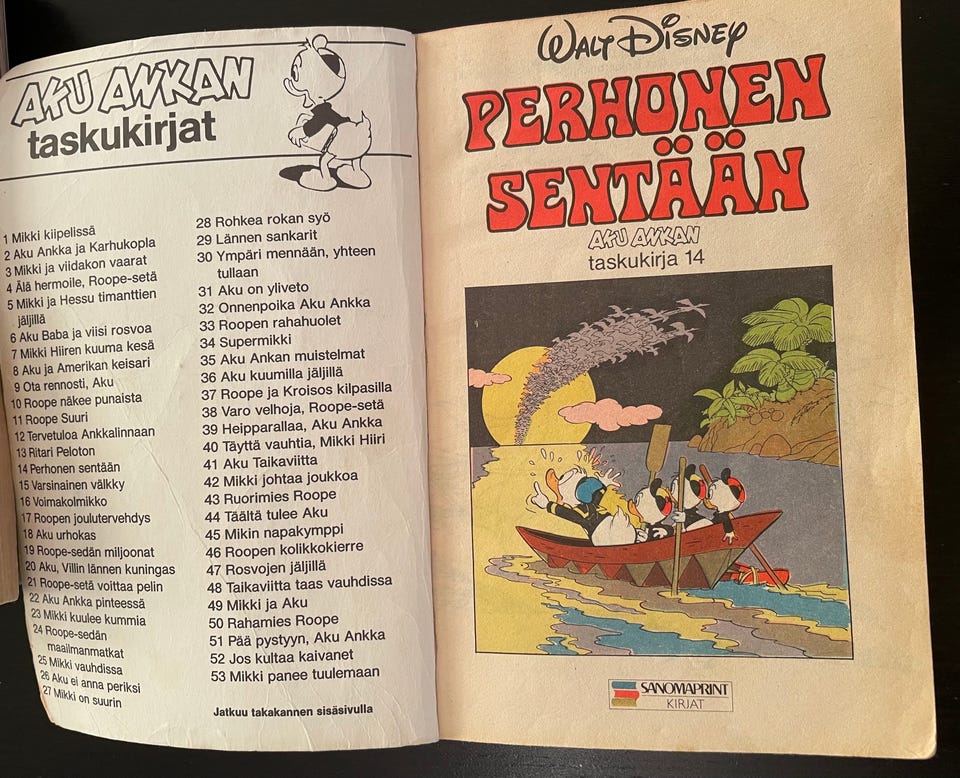 AKU ANKAN
taskukirjat
1 Mikki kiipelissä
2 Aku Ankka ja Karhukopla
3 Mikki ja viidakon vaarat
4 Älä hermoile, Roope-setä
5 Mikki ja Hessu timanttien
jäljillä
6 Aku Baba ja viisi rosvoa
7 Mikki Hiiren kuuma kesä
8 Aku ja Amerikan keisari
9 Ota rennosti, Aku
10 Roope näkee punaista
11 Roope Suuri
12 Tervetuloa Ankkalinnaan
13 Ritari Peloton
14 Perhonen sentään
15 Varsinainen välkky
16 Voimakolmikko
17 Roopen joulutervehdys
18 Aku urhokas
19 Roope-sedän miljoonat
20 Aku, Villin lännen kuningas
21 Roope-setä voittaa pelin
22 Aku Ankka pinteessä
23 Mikki kuulee kummia
24 Roope-sedän
maailmanmatkat
25 Mikki vauhdissa
26 Aku ei anna periksi
27 Mikki on suurin
28 Rohkea rokan syö
29 Lännen sankarit
30 Ympäri mennään, yhteen
tullaan
31 Aku on yliveto
32 Onnenpoika Aku Ankka
33 Roopen rahahuolet
34 Supermikki
35 Aku Ankan muistelmat
36 Aku kuumilla jäljillä
37 Roope ja Kroisos kilpasilla
38 Varo velhoja, Roope-setä
39 Heipparallaa, Aku Ankka
40 Täyttä vauhtia, Mikki Hiiri
41 Aku Taikaviitta
42 Mikki johtaa joukkoa
43 Ruorimies Roope
44 Täältä tulee Aku
45 Mikin napakymppi
46 Roopen kolikkokierre
47 Rosvojen jäljillä
48 Taikaviitta taas vauhdissa
49 Mikki ja Aku
50 Rahamies Roope
51 Pää pystyyn, Aku Ankka
52 Jos kultaa kaivanet
53 Mikki panee tuulemaan
Jatkuu takakannen sisäsivulla
WALT DISNEY
PERHONEN
SENTÄÄN
AKU ANKAN
taskukirja 14
SANOMAPRINT
KIRJAT